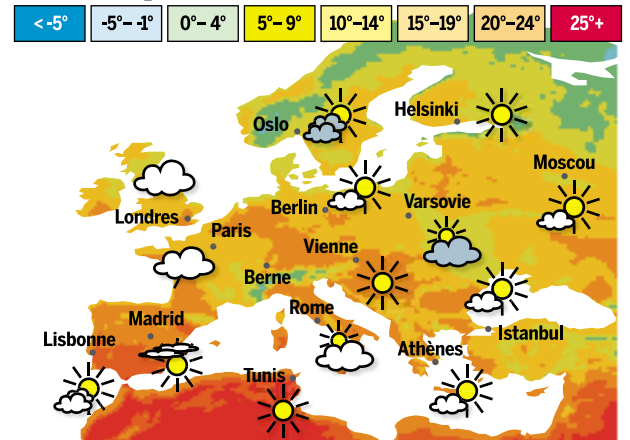 < -5° -5°– -1° 0°– 4° 5°– 9° 10°–14° 15°–19° 20°–24° 25°+
Helsinki
Oslo
Moscou
Berlin
Varsovie
Londres
Paris
Vienne
Berne
Rome
Madrid
Istanbul
Lisbonne
Athènes
Tunis